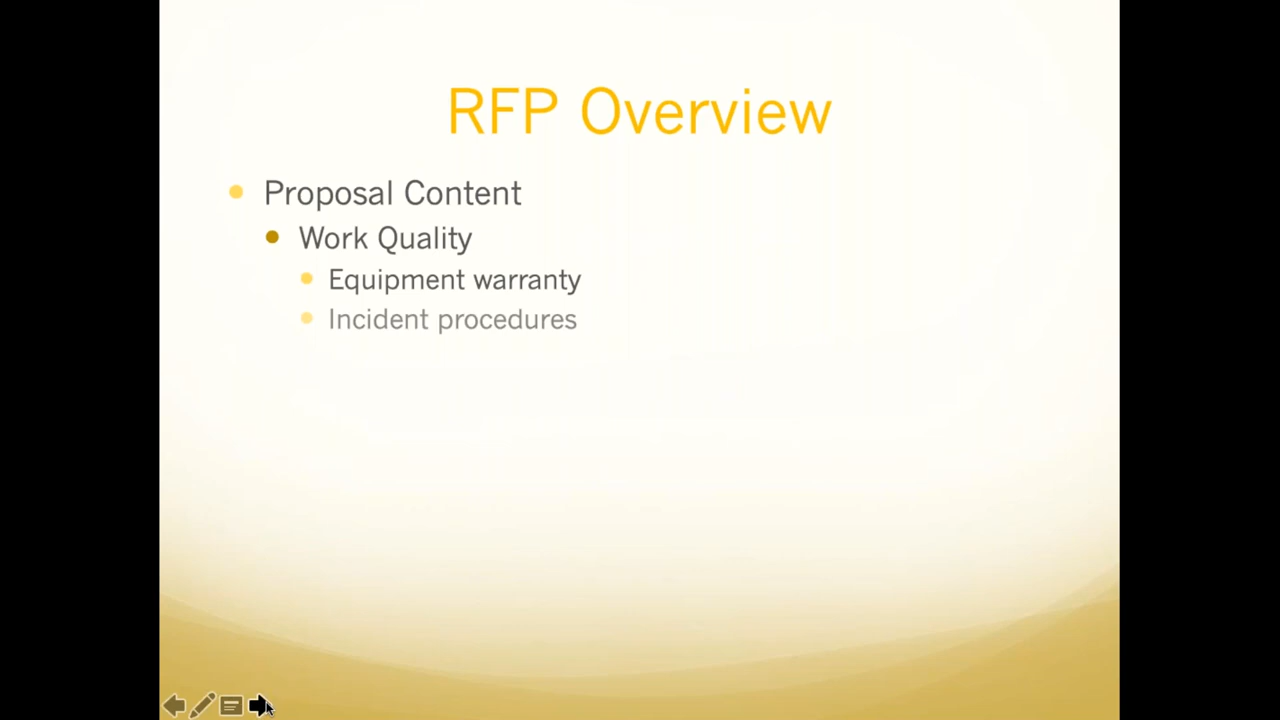 RFP Overview
Proposal Content
Work Quality
Equipment warranty
Incident procedures